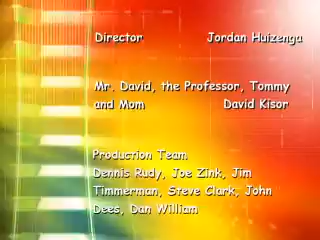 Director Jordan Huizenga
Mr. David, the Professor, Tommy
and Mom David Kisor
Production Team
Dennis Rudy, Joe Zink, Jim
Timmerman, Steve Clark, John
Dees, Dan William